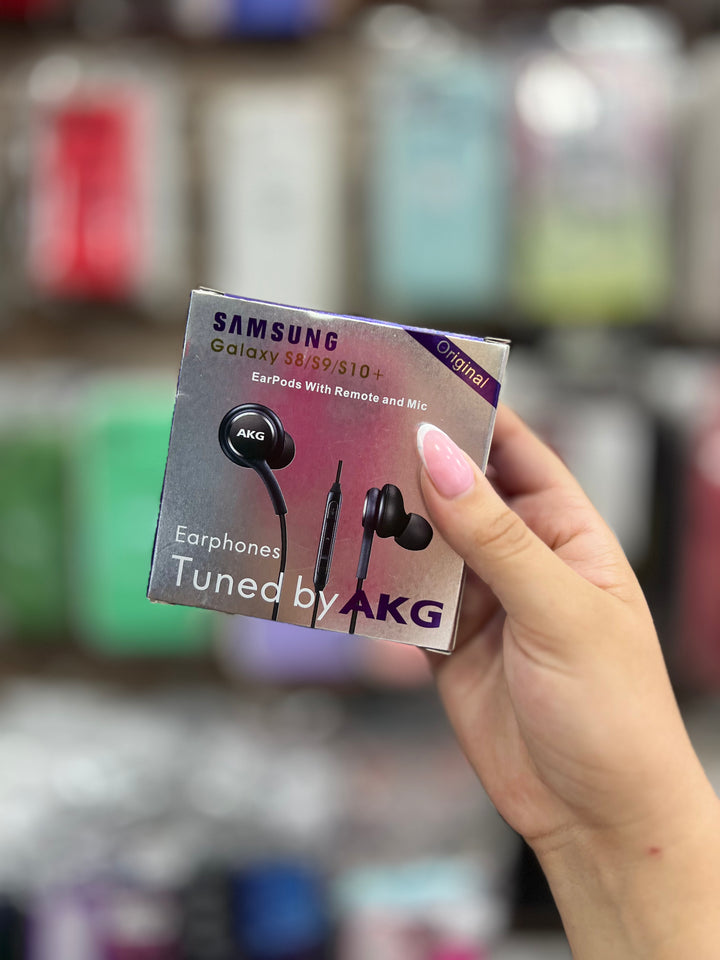 SAMSUNG
Original
Galaxy S8/S9/S10+
EarPods With Remote and Mic
AKG
Earphones
Tuned by AKG